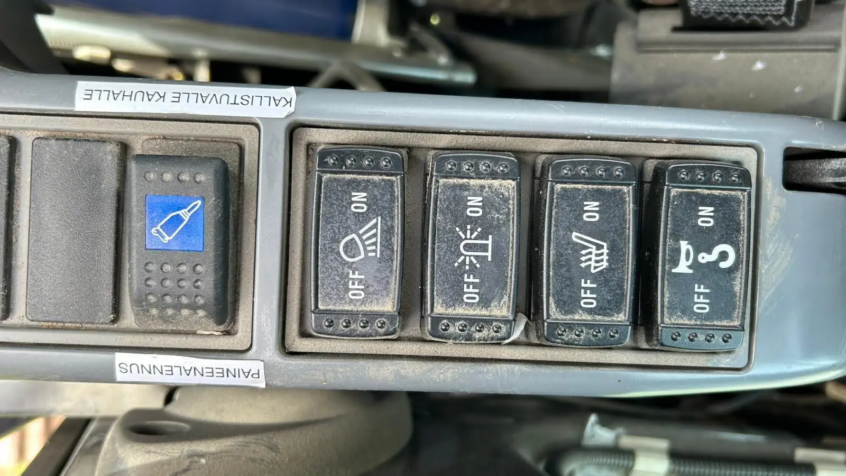 KALLISTUVALLE KAUHALLE
ON
OFF
ON
OFF
ON
OFF
ON
OFF
PAINEENALENNUS